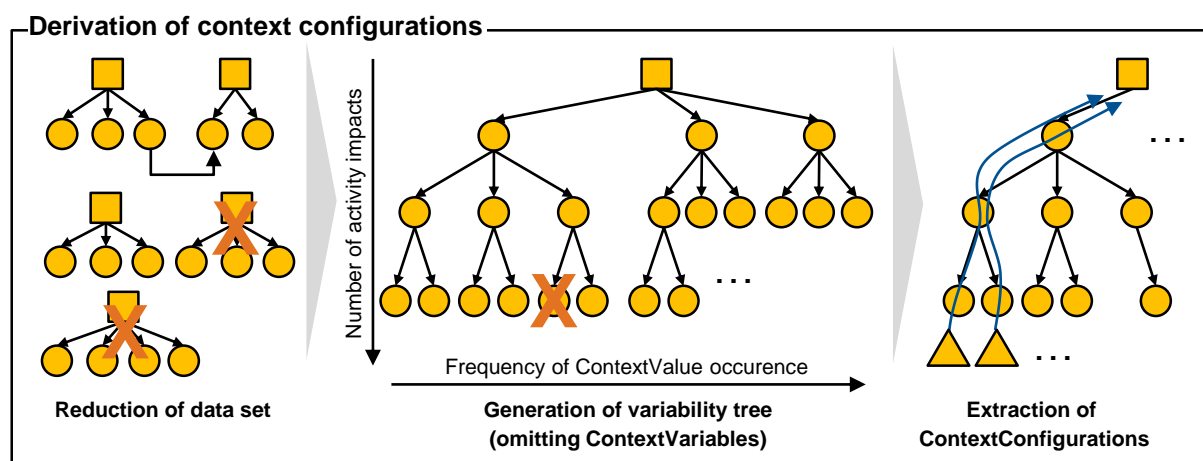 Derivation of context configurations
Number of activity impacts
X
X
X
. . .
. . .
. . .
Frequency of ContextValue occurence
Reduction of data set
Generation of variability tree
(omitting ContextVariables)
Extraction of
ContextConfigurations